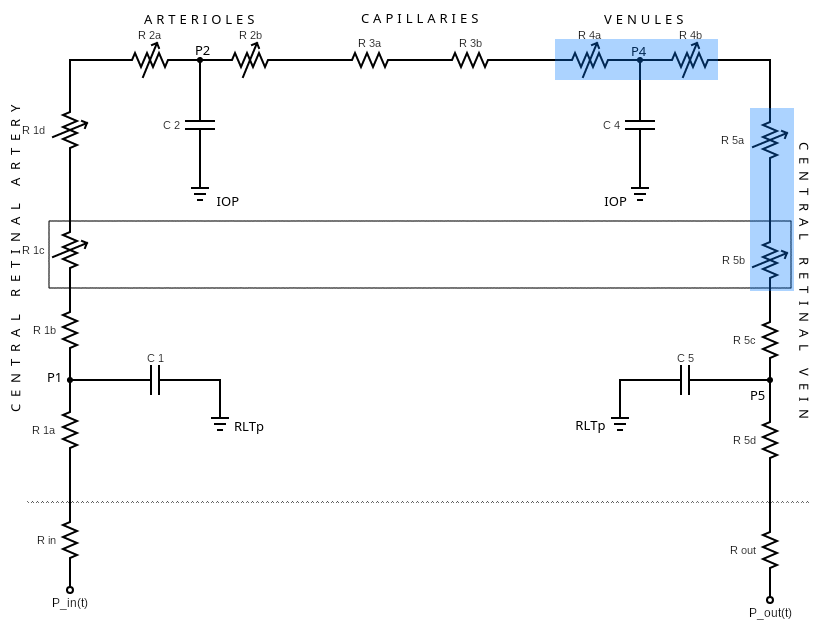 ARTERIOLES
CAPILLARIES
VENULES
R 2a
P2
R 2b
R 3a
R 3b
R 4a
P4
R 4b
CENTRAL RETINAL ARTERY
R 1d
C 2
C 4
R 5a
CENTRAL RETINAL VEIN
IOP
IOP
R 1c
R 5b
R 1b
R 5c
C 1
C 5
P1
P5
R 1a
RLTp
RLTp
R 5d
R in
R out
P_in(t)
P_out(t)